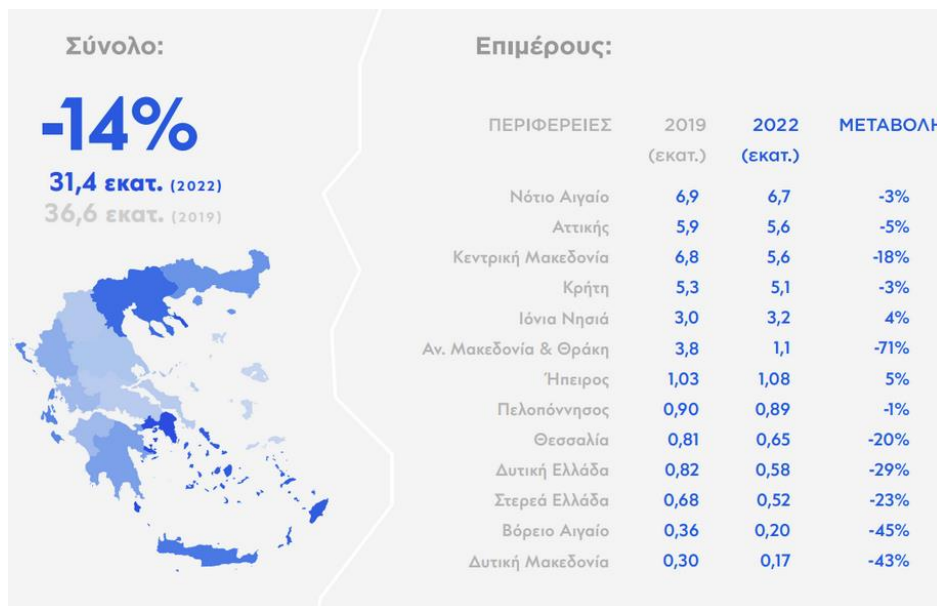 Σύνολο:
-14%
31,4 εκατ. (2022)
36,6 εκατ. (2019)
Επιμέρους:
ΠΕΡΙΦΕΡΕΙΕΣ 2019 2022 ΜΕΤΑΒΟΛΗ
(εκατ.) (εκατ.)
Νότιο Αιγαίο 6,9 6,7 -3%
Αττικής 5,9 5,6 -5%
Κεντρική Μακεδονία 6,8 5,6 -18%
Κρήτη 5,3 5,1 -3%
Ιόνια Νησιά 3,0 3,2 4%
Αν. Μακεδονία & Θράκη 3,8 1,1 -71%
Ήπειρος 1,03 1,08 5%
Πελοπόννησος 0,90 0,89 -1%
Θεσσαλία 0,81 0,65 -20%
Δυτική Ελλάδα 0,82 0,58 -29%
Στερεά Ελλάδα 0,68 0,52 -23%
Βόρειο Αιγαίο 0,36 0,20 -45%
Δυτική Μακεδονία 0,30 0,17 -43%